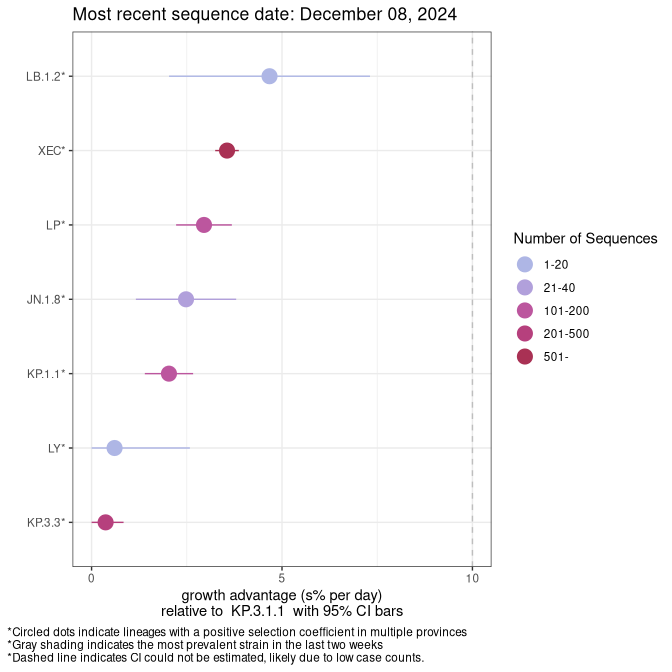 Most recent sequence date: December 08, 2024
LB.1.2*
XEC*
LP*
JN.1.8*
KP.1.1*
LY*
KP.3.3*
0 5 10
growth advantage (s% per day)
relative to KP.3.1.1 with 95% CI bars
Number of Sequences
1-20
21-40
101-200
201-500
501-
*Circled dots indicate lineages with a positive selection coefficient in multiple provinces
*Gray shading indicates the most prevalent strain in the last two weeks
*Dashed line indicates CI could not be estimated, likely due to low case counts.